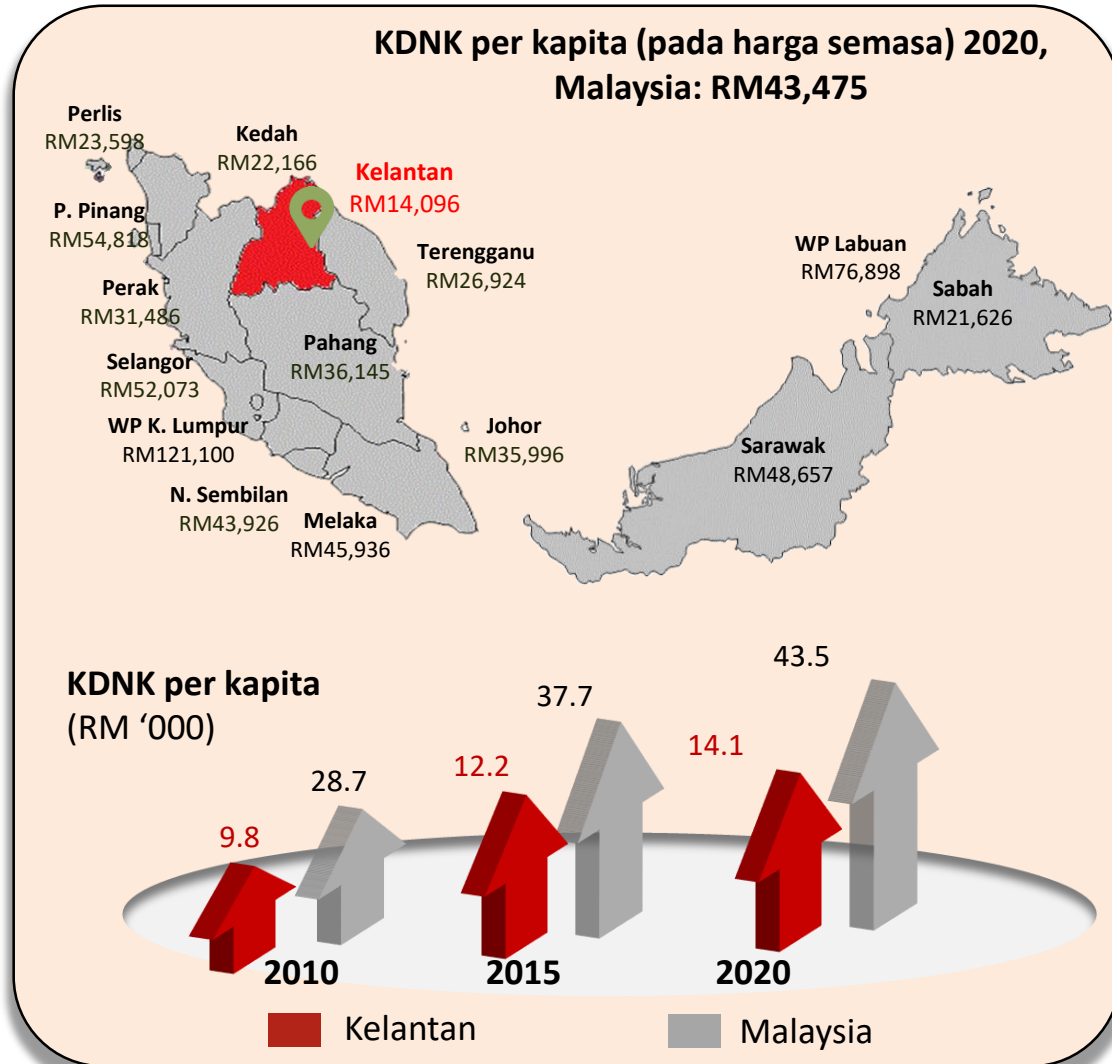 KDNK per kapita (pada harga semasa) 2020,
Malaysia: RM43,475
Perlis
RM23,598
Kedah
RM22,166
Kelantan
RM14,096
P. Pinang
RM54,818
Terengganu
RM26,924
WP Labuan
RM76,898
Sabah
RM21,626
Perak
RM31,486
Pahang
RM36,145
Selangor
RM52,073
WP K. Lumpur
RM121,100
Johor
RM35,996
Sarawak
RM48,657
N. Sembilan
RM43,926
Melaka
RM45,936
KDNK per kapita
(RM ‘000)
9.8
28.7
12.2
37.7
14.1
43.5
2010
2015
2020
Kelantan
Malaysia